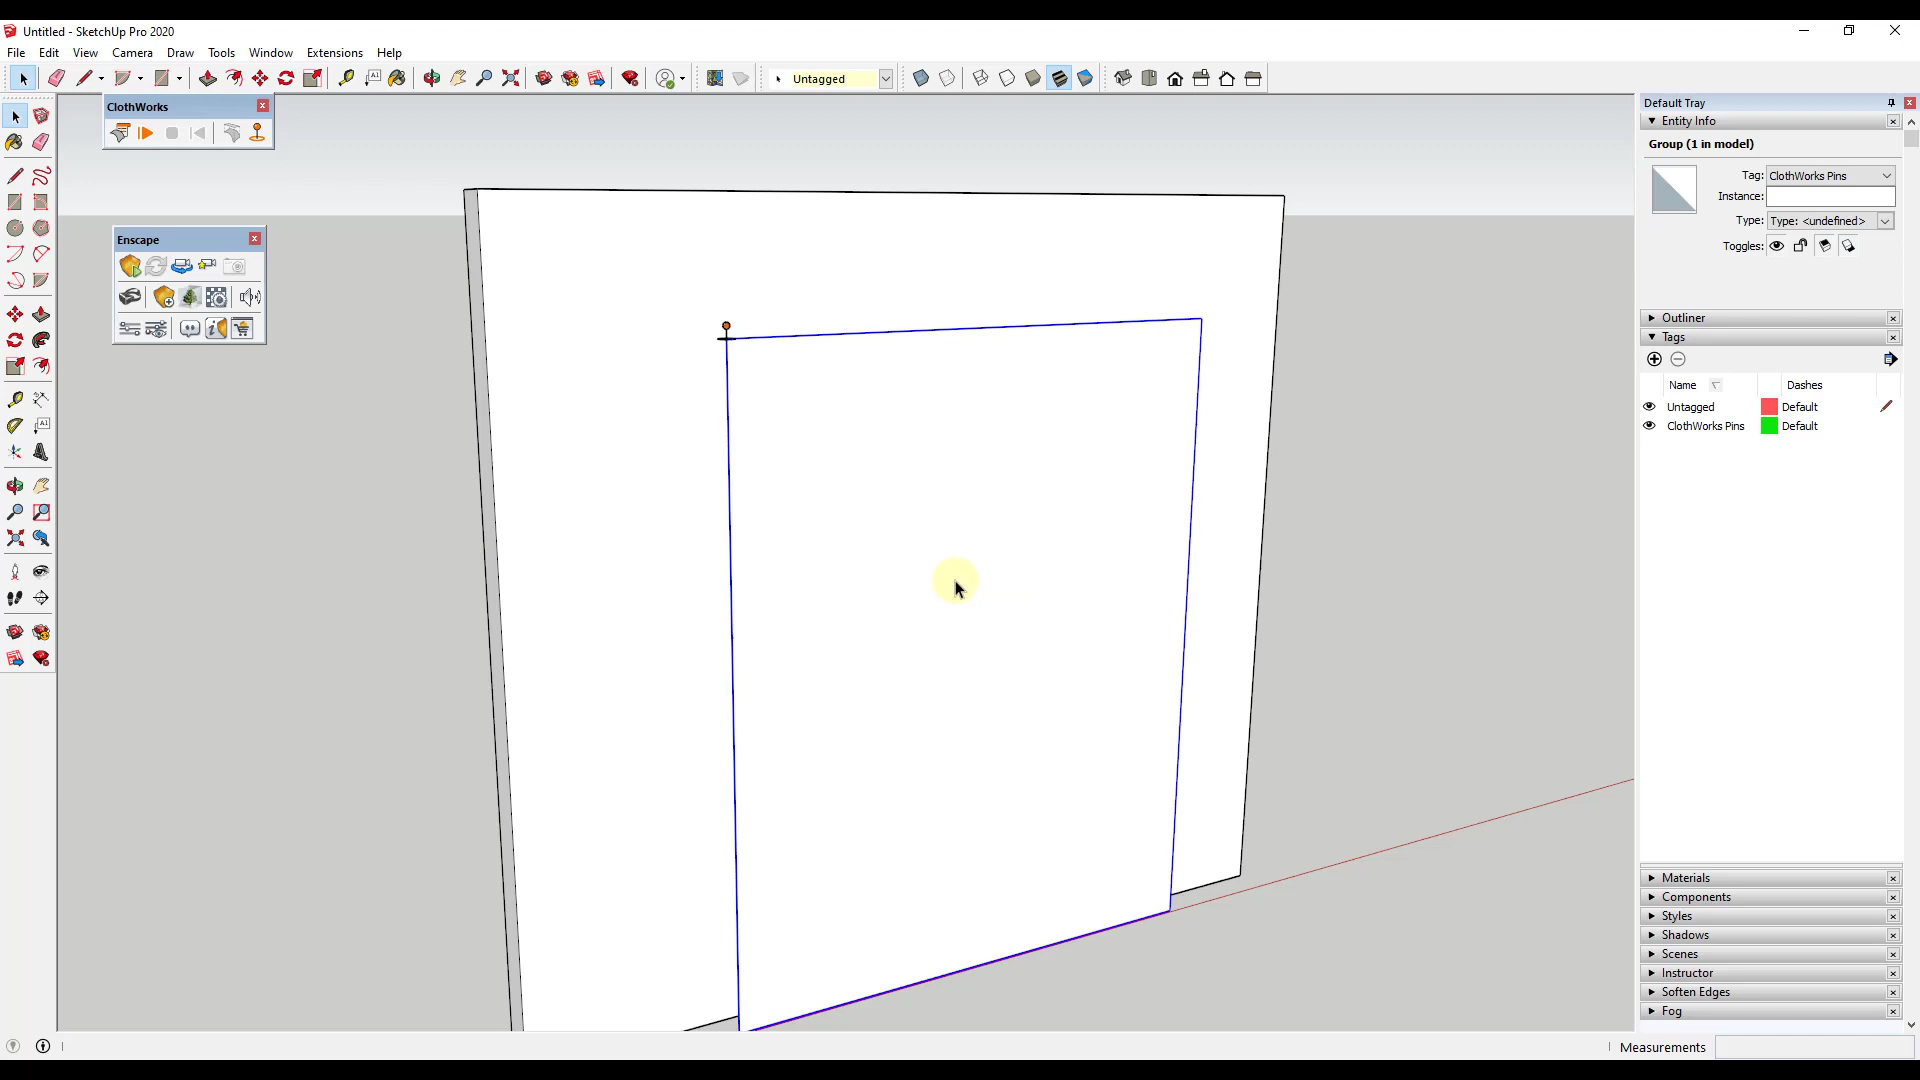 Untitled - SketchUp Pro 2020
File Edit View Camera Draw Tools Window Extensions Help
Untagged
ClothWorks
Enscape
Default Tray
Entity Info
Group (1 in model)
Tag: ClothWorks Pins
Instance:
Type: Type: <undefined>
Toggles:
Outliner
Tags
Name Dashes
Untagged Default
ClothWorks Pins Default
Materials
Components
Styles
Shadows
Scenes
Instructor
Soften Edges
Fog
Measurements